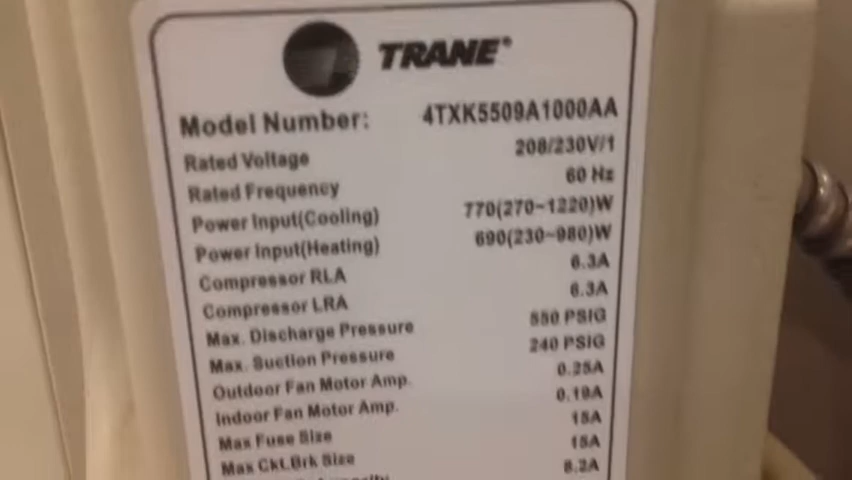 TRANE®
Model Number: 4TXK5509A1000AA
Rated Voltage 208/230V/1
Rated Frequency 60 Hz
Power Input(Cooling) 770(270~1220)W
Power Input(Heating) 690(230~980)W
Compressor RLA 6.3A
Compressor LRA 6.3A
Max. Discharge Pressure 550 PSIG
Max. Suction Pressure 240 PSIG
Outdoor Fan Motor Amp. 0.25A
Indoor Fan Motor Amp. 0.19A
Max Fuse Size 15A
Max Ckt.Brk Size 15A
8.2A